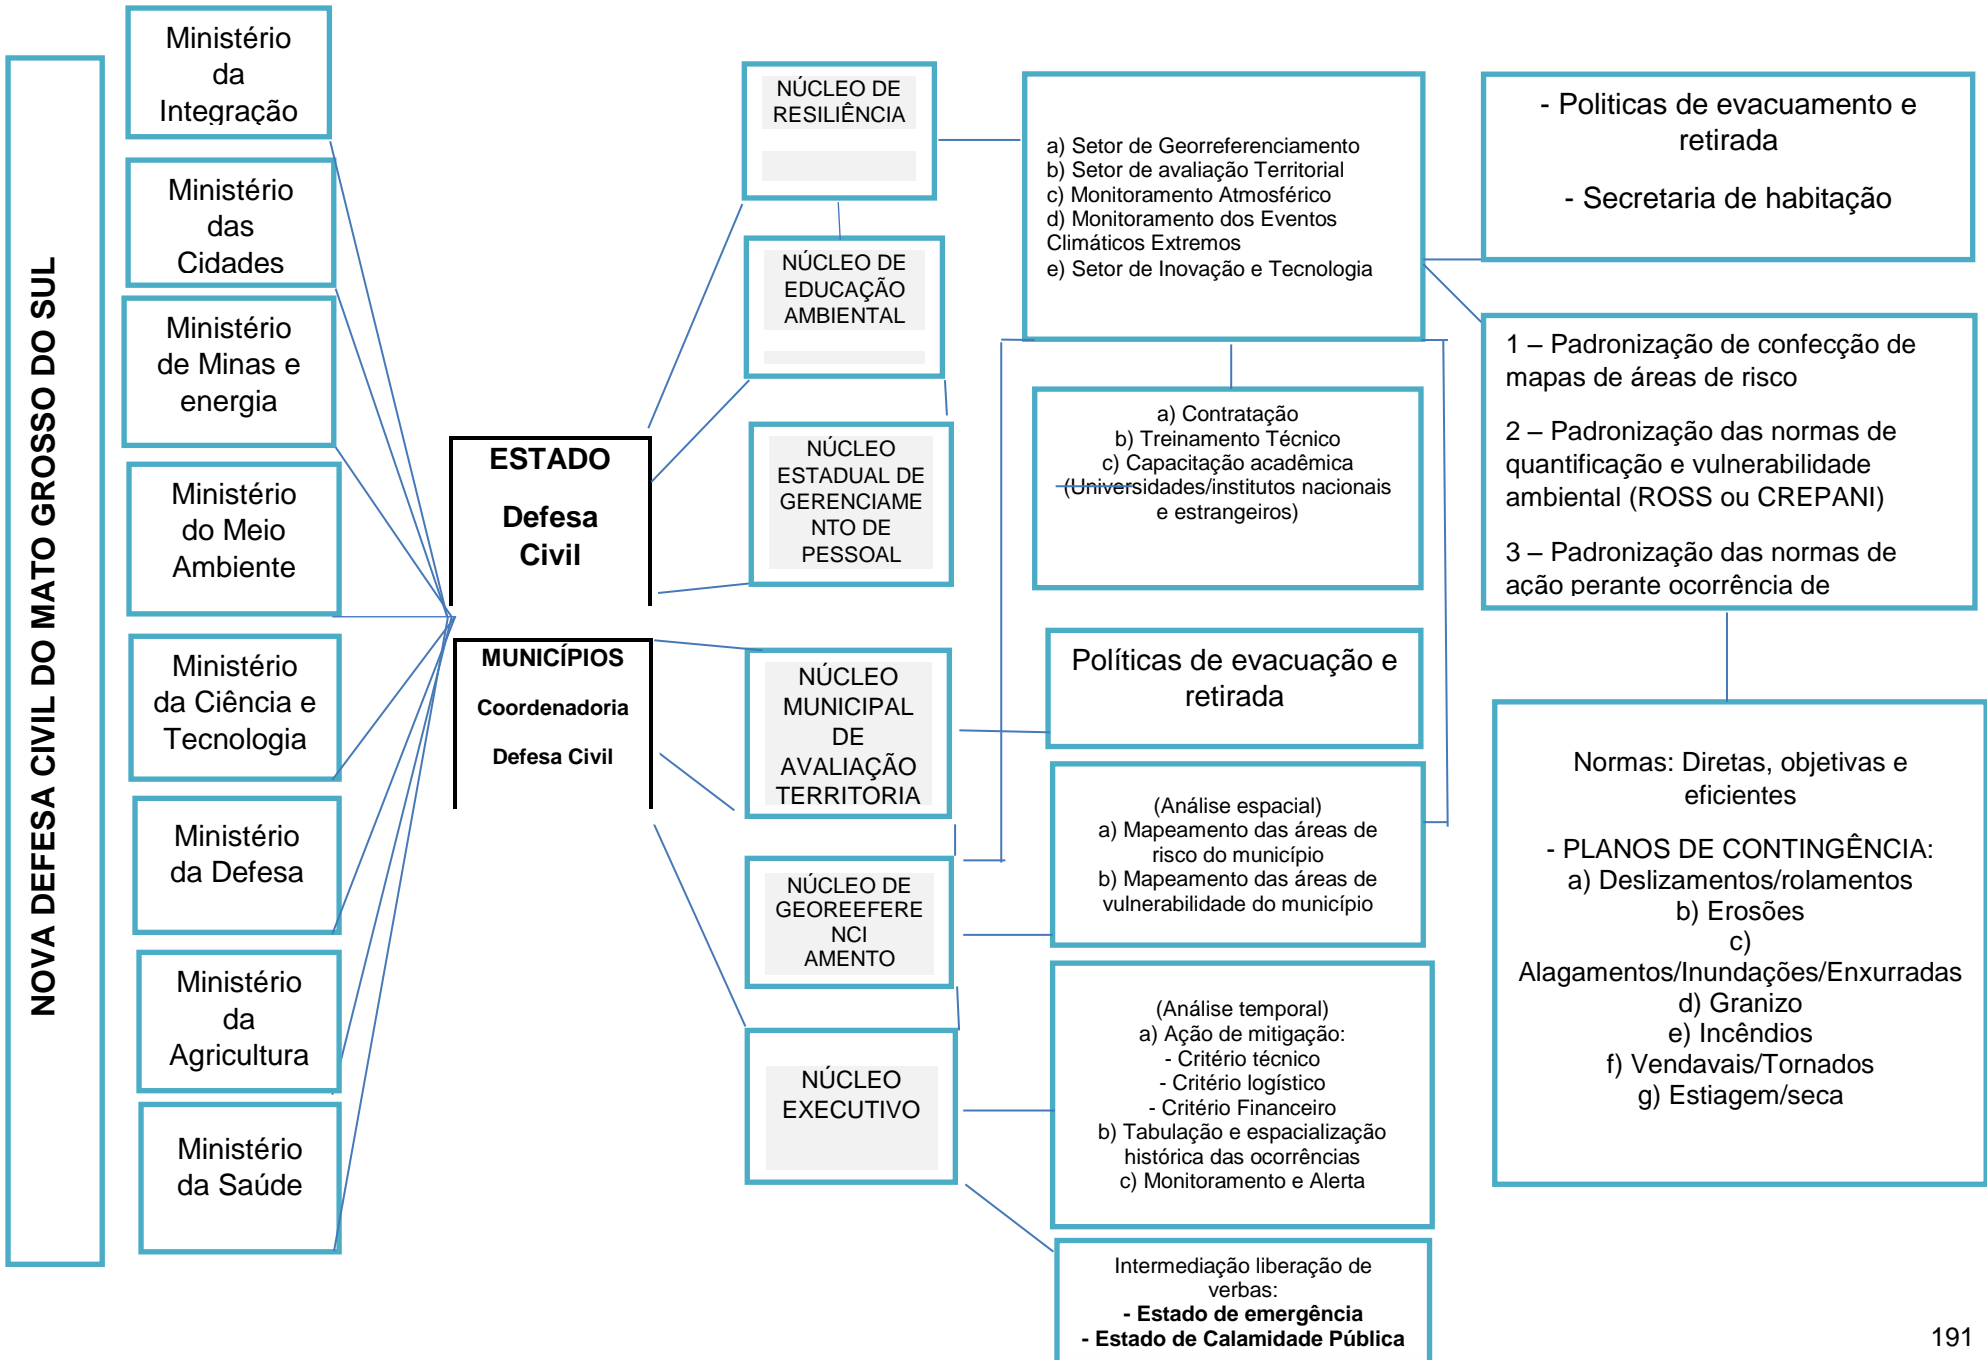 NOVA DEFESA CIVIL DO MATO GROSSO DO SUL
Ministério
da
Integração
Ministério
das
Cidades
Ministério
de Minas e
energia
Ministério
do Meio
Ambiente
Ministério
da Ciência e
Tecnologia
Ministério
da Defesa
Ministério
da
Agricultura
Ministério
da Saúde
ESTADO
Defesa
Civil
MUNICÍPIOS
Coordenadoria
Defesa Civil
NÚCLEO DE
RESILIÊNCIA
NÚCLEO DE
EDUCAÇÃO
AMBIENTAL
NÚCLEO
ESTADUAL DE
GERENCIAME
NTO DE
PESSOAL
NÚCLEO
MUNICIPAL
DE
AVALIAÇÃO
TERRITORIA
NÚCLEO DE
GEOREEFERE
NCI
AMENTO
NÚCLEO
EXECUTIVO
a) Setor de Georreferenciamento
b) Setor de avaliação Territorial
c) Monitoramento Atmosférico
d) Monitoramento dos Eventos
Climáticos Extremos
e) Setor de Inovação e Tecnologia
a) Contratação
b) Treinamento Técnico
c) Capacitação acadêmica
(Universidades/institutos nacionais
e estrangeiros)
Políticas de evacuação e
retirada
(Análise espacial)
a) Mapeamento das áreas de
risco do município
b) Mapeamento das áreas de
vulnerabilidade do município
(Análise temporal)
a) Ação de mitigação:
- Critério técnico
- Critério logístico
- Critério Financeiro
b) Tabulação e espacialização
histórica das ocorrências
c) Monitoramento e Alerta
Intermediação liberação de
verbas:
- Estado de emergência
- Estado de Calamidade Pública
- Politicas de evacuamento e
retirada
- Secretaria de habitação
1 – Padronização de confecção de
mapas de áreas de risco
2 – Padronização das normas de
quantificação e vulnerabilidade
ambiental (ROSS ou CREPANI)
3 – Padronização das normas de
ação perante ocorrência de
Normas: Diretas, objetivas e
eficientes
- PLANOS DE CONTINGÊNCIA:
a) Deslizamentos/rolamentos
b) Erosões
c)
Alagamentos/Inundações/Enxurradas
d) Granizo
e) Incêndios
f) Vendavais/Tornados
g) Estiagem/seca
191